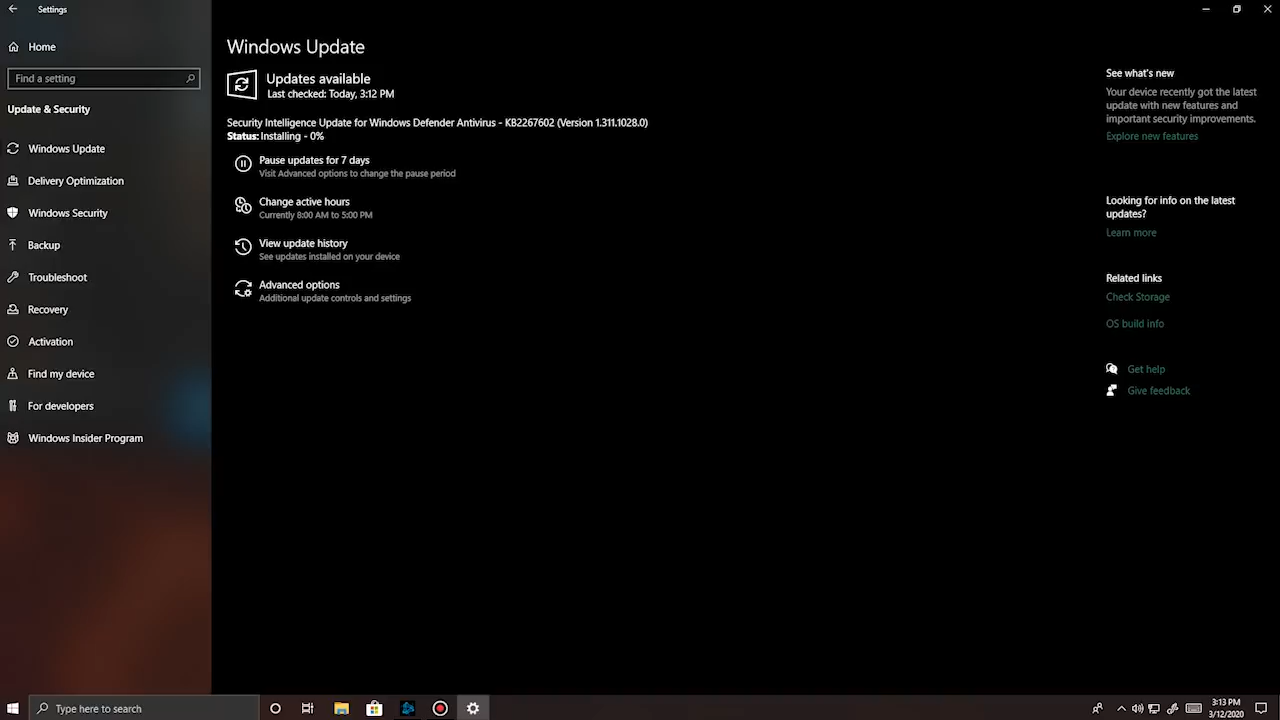 Settings
Home
Find a setting
Update & Security
Windows Update
Delivery Optimization
Windows Security
Backup
Troubleshoot
Recovery
Activation
Find my device
For developers
Windows Insider Program
Windows Update
Updates available
Last checked: Today, 3:12 PM
Security Intelligence Update for Windows Defender Antivirus - KB2267602 (Version 1.311.1028.0)
Status: Installing - 0%
Pause updates for 7 days
Visit Advanced options to change the pause period
Change active hours
Currently 8:00 AM to 5:00 PM
View update history
See updates installed on your device
Advanced options
Additional update controls and settings
See what's new
Your device recently got the latest
update with new features and
important security improvements.
Explore new features
Looking for info on the latest
updates?
Learn more
Related links
Check Storage
OS build info
Get help
Give feedback
Type here to search
3:13 PM
3/12/2020